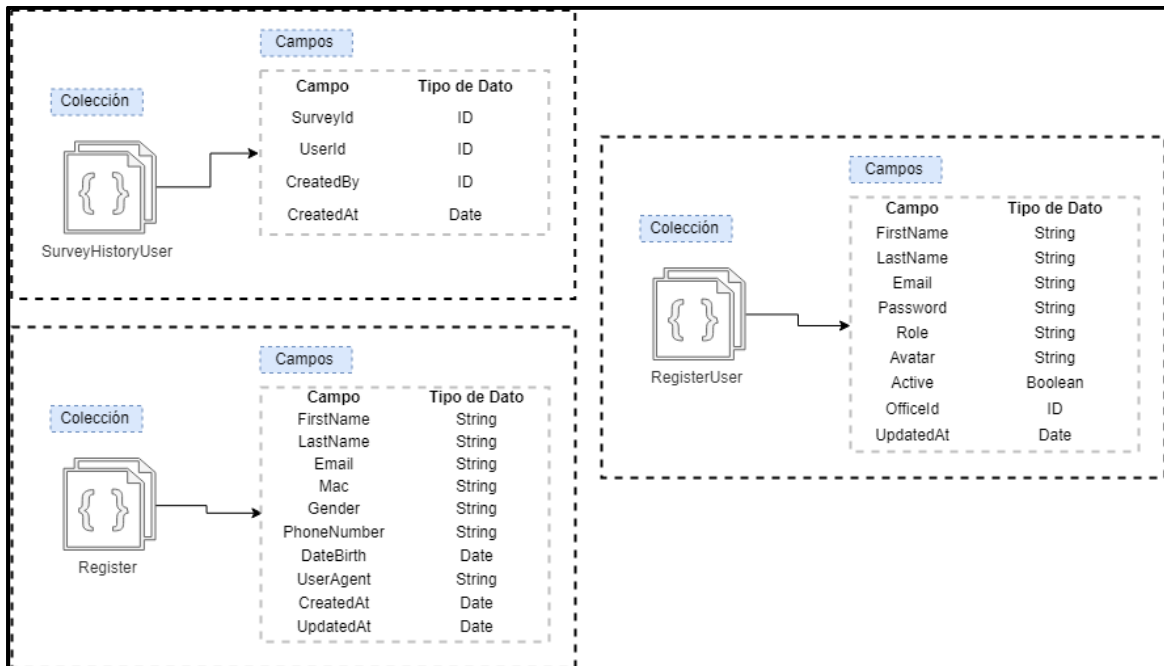 Campos
Campo Tipo de Dato
Colección
SurveyId ID
UserId ID
CreatedBy ID
CreatedAt Date
SurveyHistoryUser
Campos
Campo Tipo de Dato
Colección
FirstName String
LastName String
Email String
Mac String
Gender String
PhoneNumber String
DateBirth Date
UserAgent String
CreatedAt Date
UpdatedAt Date
Register
Campos
Campo Tipo de Dato
Colección
FirstName String
LastName String
Email String
Password String
Role String
Avatar String
Active Boolean
OfficeId ID
UpdatedAt Date
RegisterUser